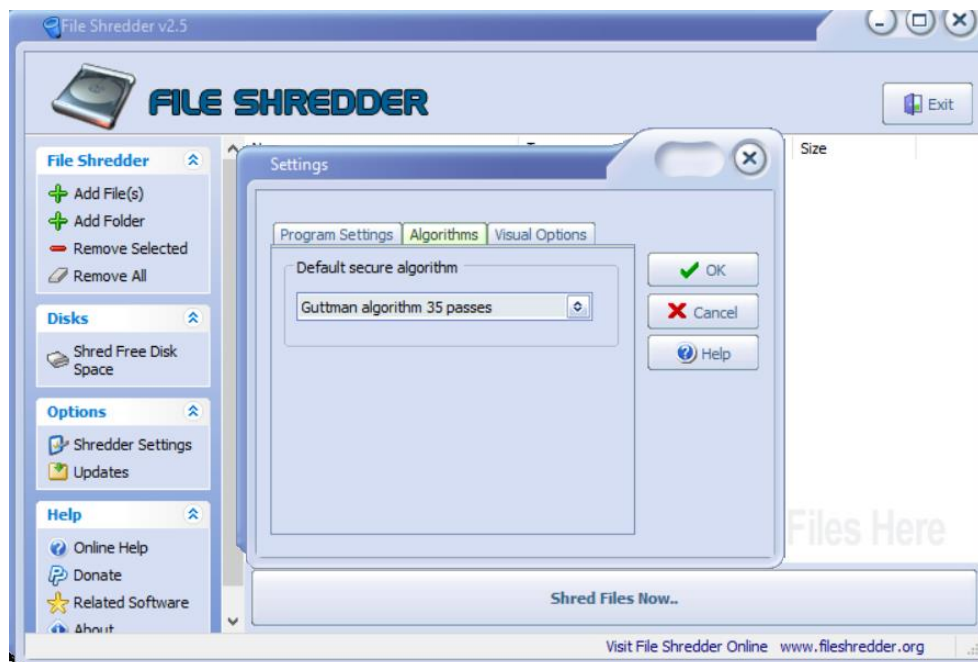 File Shredder v2.5
FILE SHREDDER
Exit
File Shredder
Add File(s)
Add Folder
Remove Selected
Remove All
Disks
Shred Free Disk
Space
Options
Shredder Settings
Updates
Help
Online Help
Donate
Related Software
About
Size
Settings
Program Settings
Algorithms
Visual Options
Default secure algorithm
Guttman algorithm 35 passes
OK
Cancel
Help
Files Here
Shred Files Now..
Visit File Shredder Online www.fileshredder.org